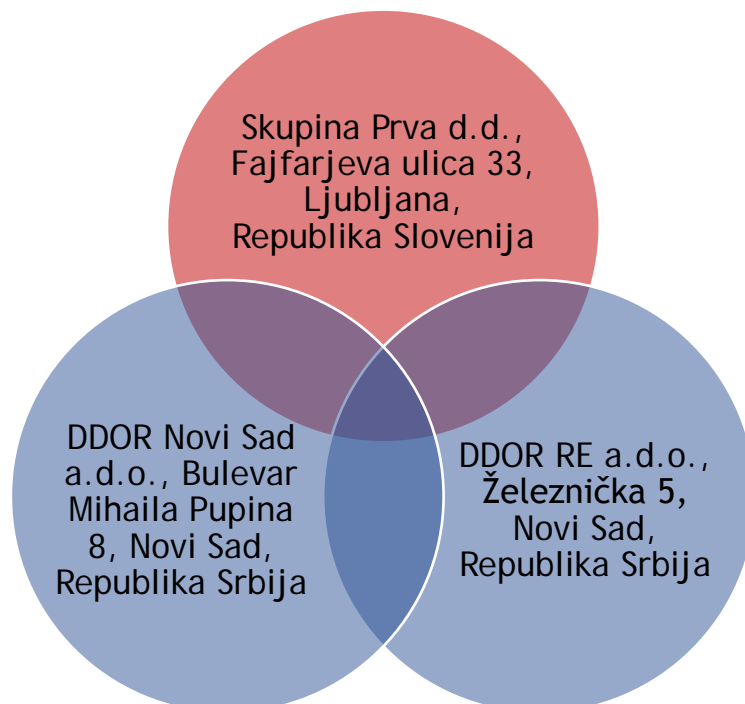 Skupina Prva d.d.,
Fajfarjeva ulica 33,
Ljubljana,
Republika Slovenija
DDOR Novi Sad
a.d.o., Bulevar
Mihaila Pupina
8, Novi Sad,
Republika Srbija
DDOR RE a.d.o.,
Železnička 5,
Novi Sad,
Republika Srbija